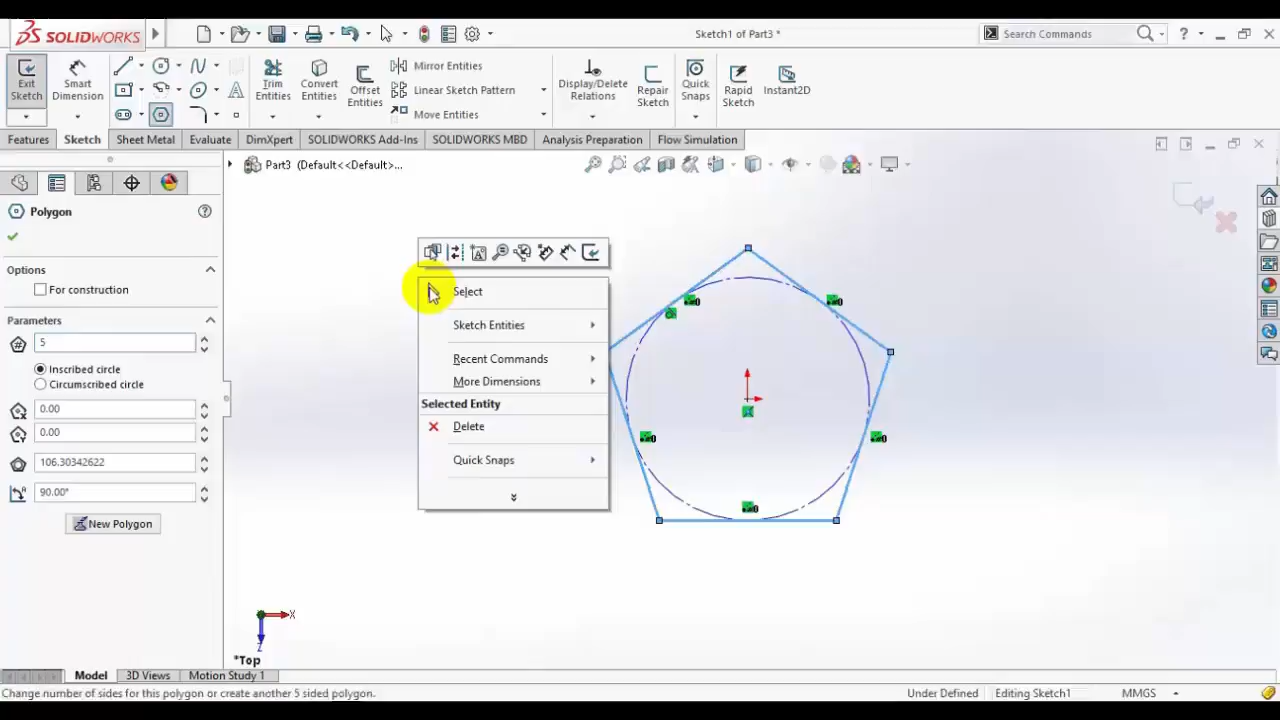 SOLIDWORKS
Sketch1 of Part3 *
Search Commands
?
Exit Sketch
Smart Dimension
Trim Entities
Convert Entities
Offset Entities
Mirror Entities
Linear Sketch Pattern
Move Entities
Display/Delete Relations
Repair Sketch
Quick Snaps
Rapid Sketch
Instant2D
Features
Sketch
Sheet Metal
Evaluate
DimXpert
SOLIDWORKS Add-Ins
SOLIDWORKS MBD
Analysis Preparation
Flow Simulation
Part3 (Default<<Default>...
Polygon
?
Options
For construction
Parameters
5
Inscribed circle
Circumscribed circle
0.00
0.00
106.30342622
90.00°
New Polygon
Select
Sketch Entities
Recent Commands
More Dimensions
Selected Entity
Delete
Quick Snaps
0
0
0
0
0
X
Z
*Top
Model
3D Views
Motion Study 1
Change number of sides for this polygon or create another 5 sided polygon.
Under Defined
Editing Sketch1
MMGS